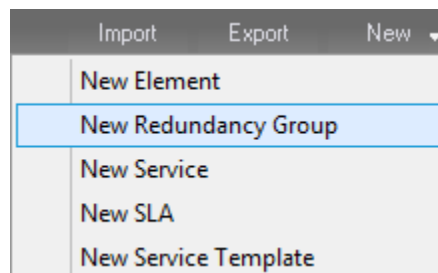 Import Export New
New Element
New Redundancy Group
New Service
New SLA
New Service Template